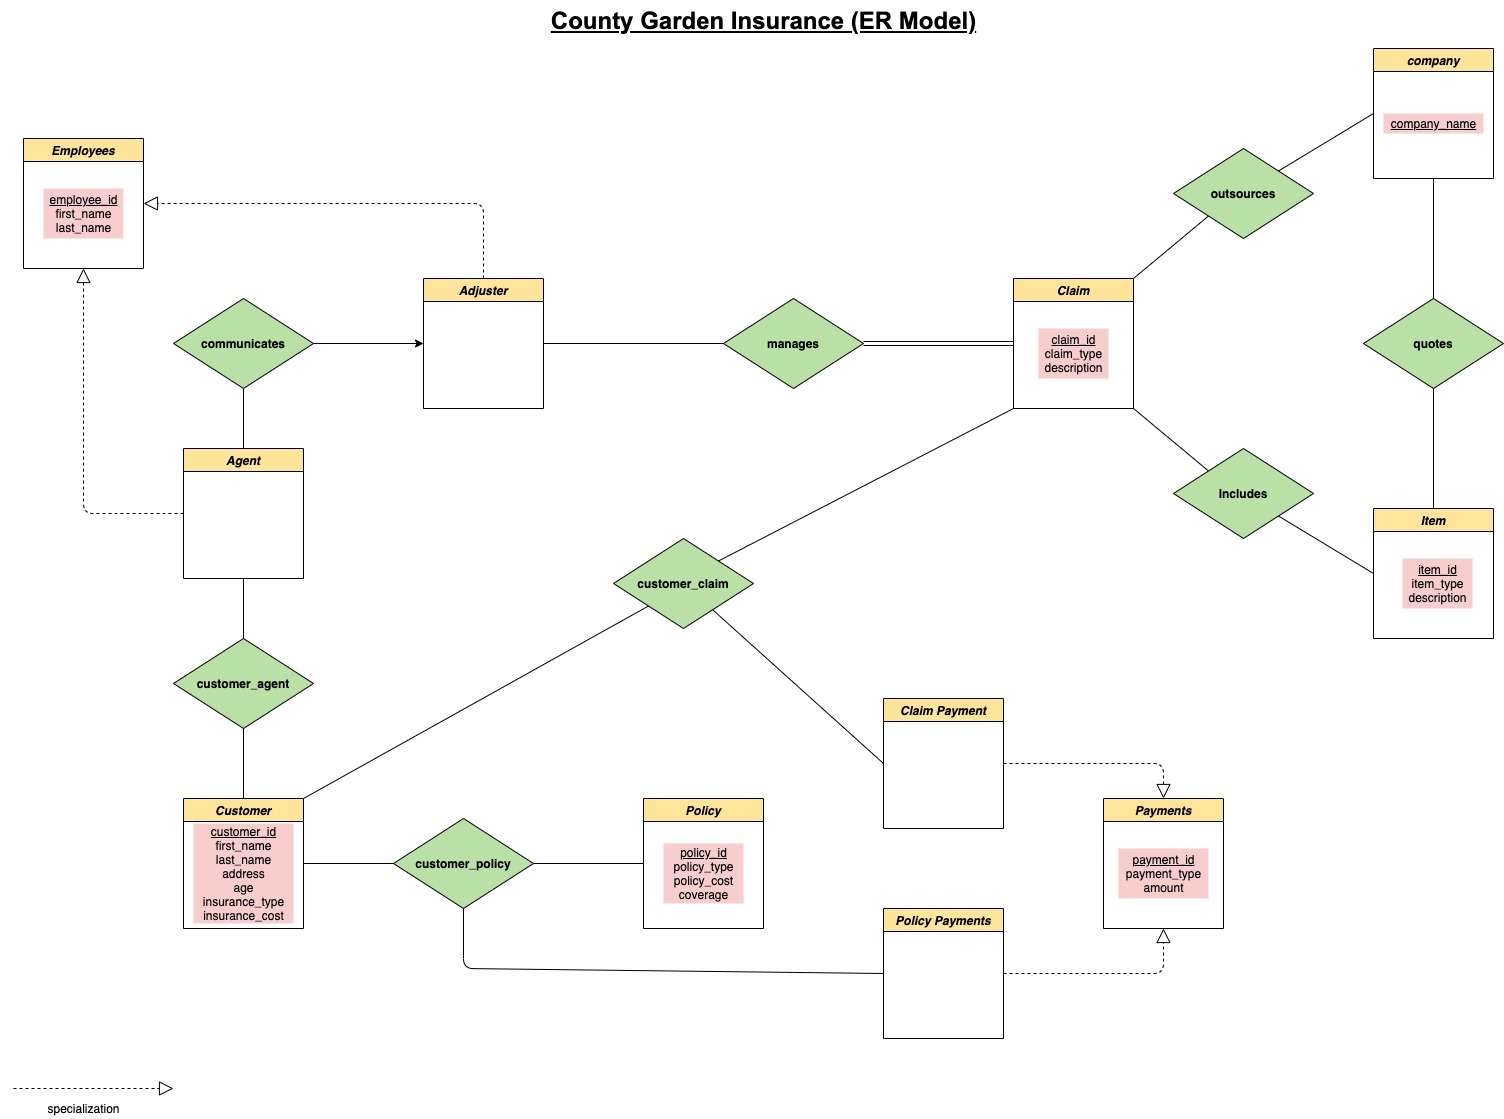 County Garden Insurance (ER Model)
company
company_name
Employees
employee_id
first_name
last_name
outsources
Adjuster
Claim
communicates
manages
claim_id
claim_type
description
quotes
Agent
Includes
Item
item_id
item_type
description
customer_claim
customer_agent
Claim Payment
Customer
customer_id
first_name
last_name
address
age
insurance_type
insurance_cost
customer_policy
Policy
policy_id
policy_type
policy_cost
coverage
Payments
payment_id
payment_type
amount
Policy Payments
specialization